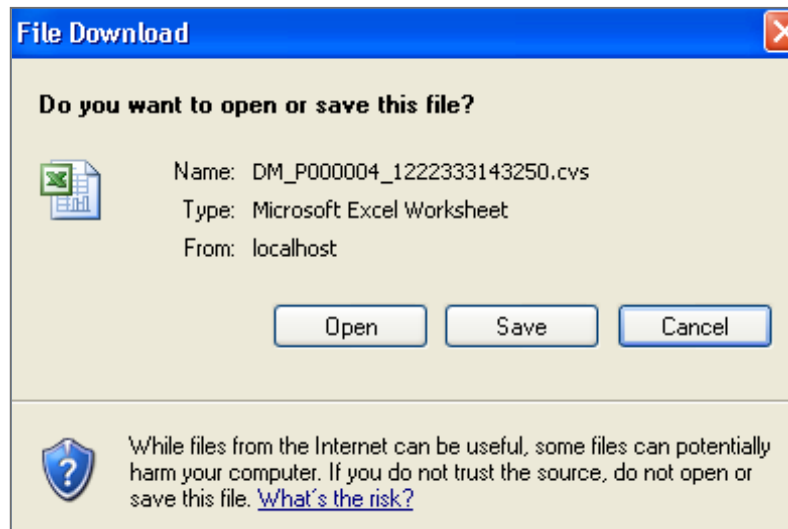 File Download
Do you want to open or save this file?
Name: DM_P000004_1222333143250.cvs
Type: Microsoft Excel Worksheet
From: localhost
Open Save Cancel
While files from the Internet can be useful, some files can potentially
harm your computer. If you do not trust the source, do not open or
save this file. What's the risk?